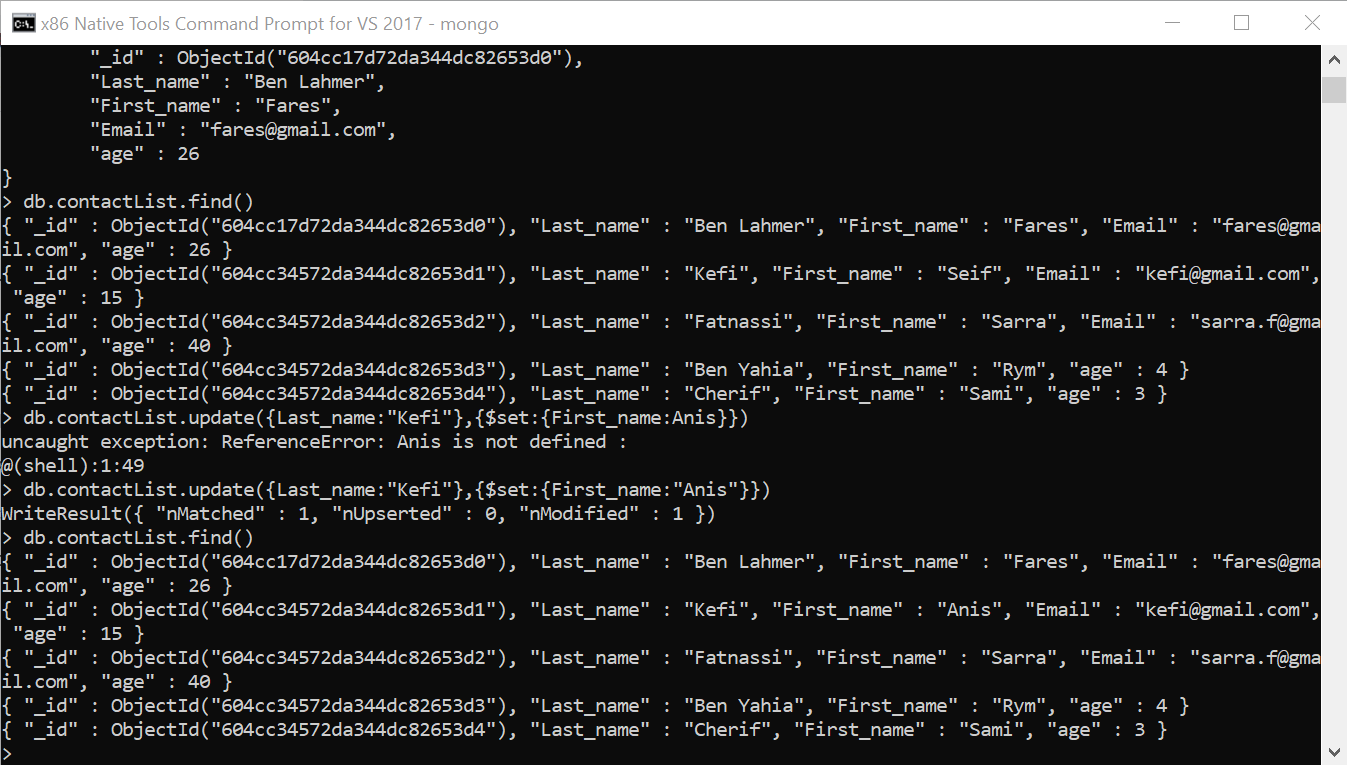 x86 Native Tools Command Prompt for VS 2017 - mongo
        "_id" : ObjectId("604cc17d72da344dc82653d0"),
        "Last_name" : "Ben Lahmer",
        "First_name" : "Fares",
        "Email" : "fares@gmail.com",
        "age" : 26
}
> db.contactList.find()
{ "_id" : ObjectId("604cc17d72da344dc82653d0"), "Last_name" : "Ben Lahmer", "First_name" : "Fares", "Email" : "fares@gma
il.com", "age" : 26 }
{ "_id" : ObjectId("604cc34572da344dc82653d1"), "Last_name" : "Kefi", "First_name" : "Seif", "Email" : "kefi@gmail.com",
 "age" : 15 }
{ "_id" : ObjectId("604cc34572da344dc82653d2"), "Last_name" : "Fatnassi", "First_name" : "Sarra", "Email" : "sarra.f@gma
il.com", "age" : 40 }
{ "_id" : ObjectId("604cc34572da344dc82653d3"), "Last_name" : "Ben Yahia", "First_name" : "Rym", "age" : 4 }
{ "_id" : ObjectId("604cc34572da344dc82653d4"), "Last_name" : "Cherif", "First_name" : "Sami", "age" : 3 }
> db.contactList.update({Last_name:"Kefi"},{$set:{First_name:Anis}})
uncaught exception: ReferenceError: Anis is not defined :
@(shell):1:49
> db.contactList.update({Last_name:"Kefi"},{$set:{First_name:"Anis"}})
WriteResult({ "nMatched" : 1, "nUpserted" : 0, "nModified" : 1 })
> db.contactList.find()
{ "_id" : ObjectId("604cc17d72da344dc82653d0"), "Last_name" : "Ben Lahmer", "First_name" : "Fares", "Email" : "fares@gma
il.com", "age" : 26 }
{ "_id" : ObjectId("604cc34572da344dc82653d1"), "Last_name" : "Kefi", "First_name" : "Anis", "Email" : "kefi@gmail.com",
 "age" : 15 }
{ "_id" : ObjectId("604cc34572da344dc82653d2"), "Last_name" : "Fatnassi", "First_name" : "Sarra", "Email" : "sarra.f@gma
il.com", "age" : 40 }
{ "_id" : ObjectId("604cc34572da344dc82653d3"), "Last_name" : "Ben Yahia", "First_name" : "Rym", "age" : 4 }
{ "_id" : ObjectId("604cc34572da344dc82653d4"), "Last_name" : "Cherif", "First_name" : "Sami", "age" : 3 }
>